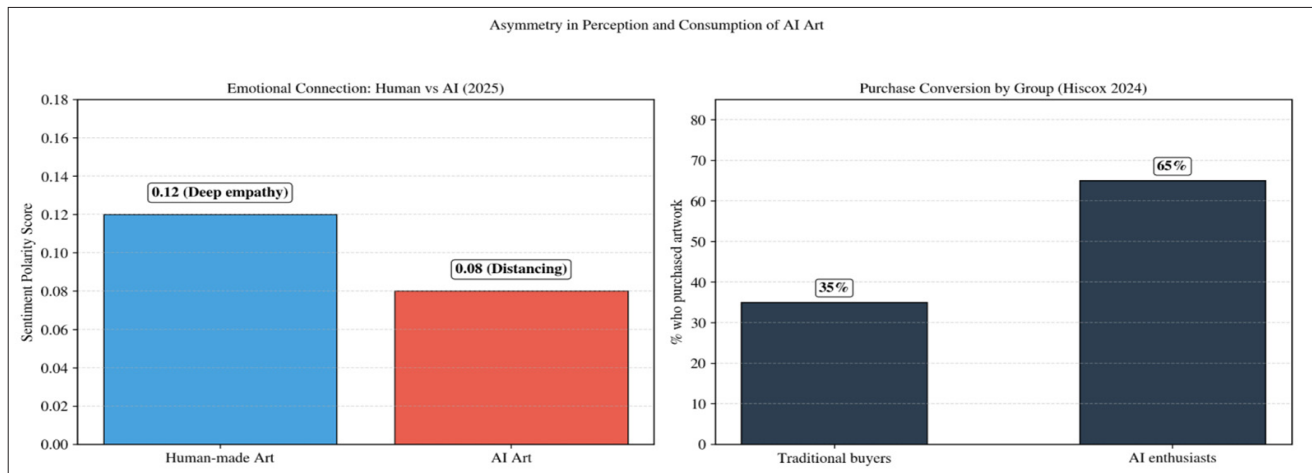 Asymmetry in Perception and Consumption of AI Art
Emotional Connection: Human vs AI (2025)
Sentiment Polarity Score
0.18
0.16
0.14
0.12
0.10
0.08
0.06
0.04
0.02
0.00
0.12 (Deep empathy)
0.08 (Distancing)
Human-made Art
AI Art
Purchase Conversion by Group (Hiscox 2024)
% who purchased artwork
80
70
60
50
40
30
20
10
0
35%
65%
Traditional buyers
AI enthusiasts